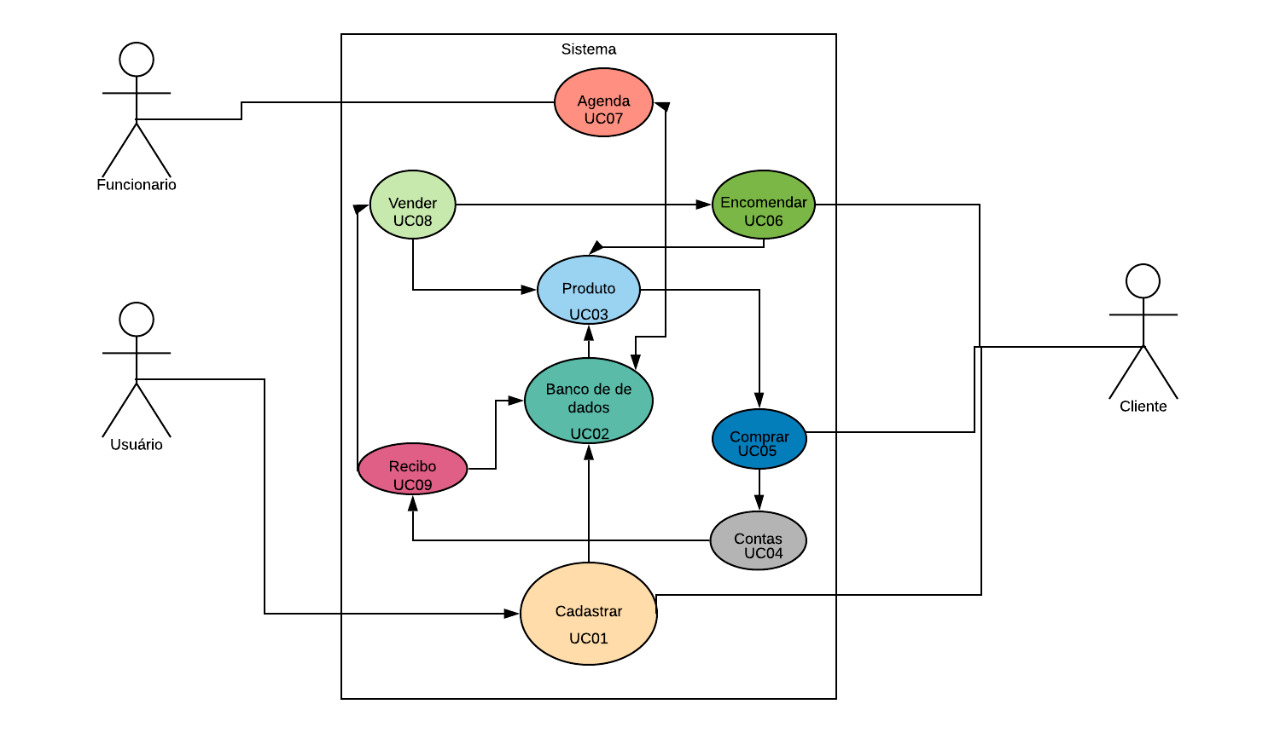 Sistema
Agenda
UC07
Funcionario
Vender
UC08
Encomendar
UC06
Produto
UC03
Banco de de
dados
UC02
Cliente
Usuário
Comprar
UC05
Recibo
UC09
Contas
UC04
Cadastrar
UC01